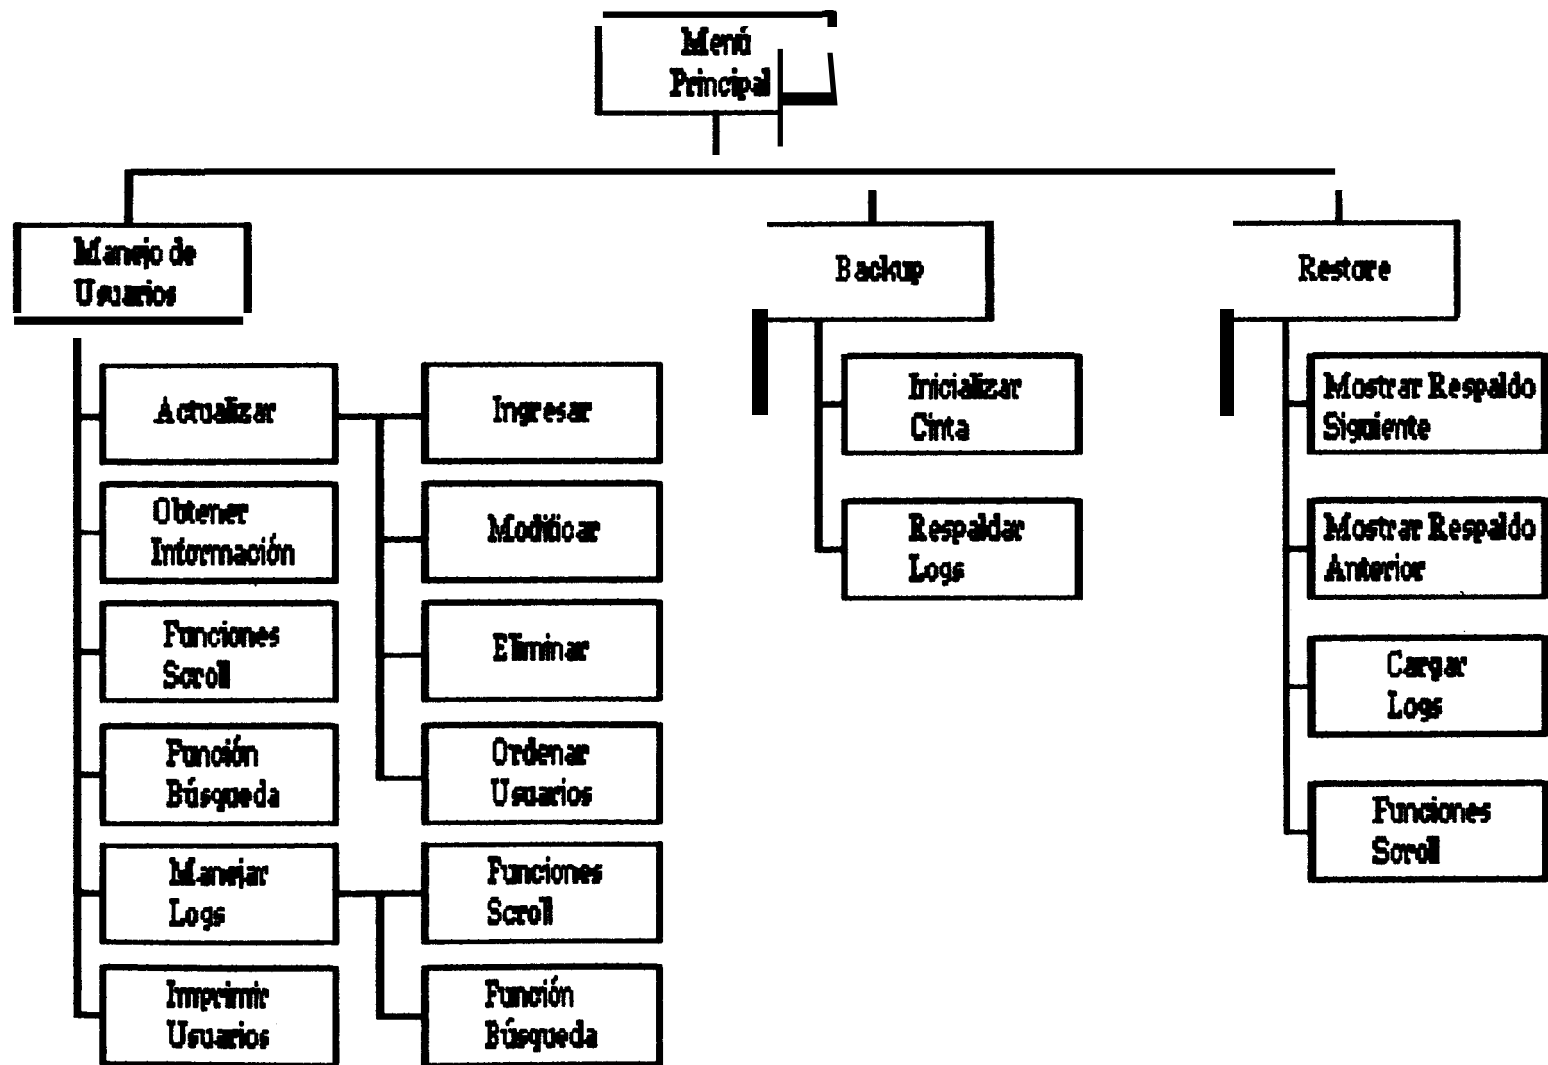 Menú
Principal
Manejo de
Usuarios
Backup
Restore
Actualizar
Ingresar
Inicializar
Cinta
Mostrar Respaldo
Siguiente
Obtener
Información
Modificar
Respaldar
Logs
Mostrar Respaldo
Anterior
Funciones
Scroll
Eliminar
Cargar
Logs
Función
Búsqueda
Ordenar
Usuarios
Funciones
Scroll
Manejar
Logs
Funciones
Scroll
Imprimir
Usuarios
Función
Búsqueda